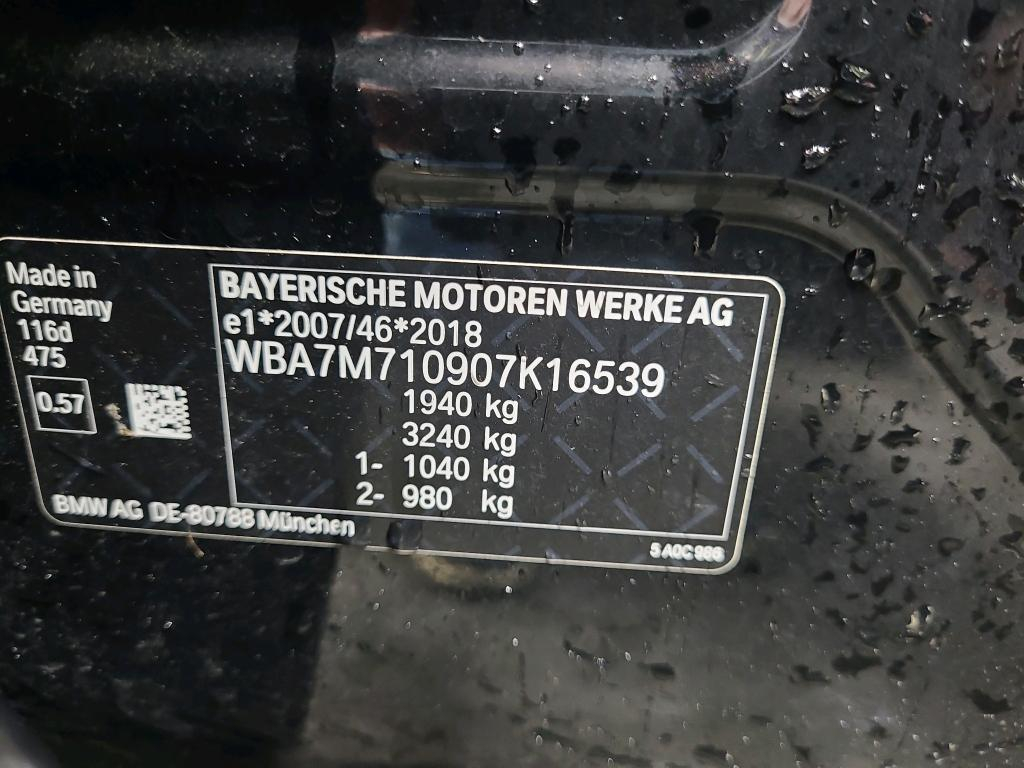 Made in
Germany
116d
475
0.57
BAYERISCHE MOTOREN WERKE AG
e1*2007/46*2018
WBA7M710907K16539
1940 kg
3240 kg
1- 1040 kg
2- 980 kg
BMW AG DE-80788 München
5 A0C 986